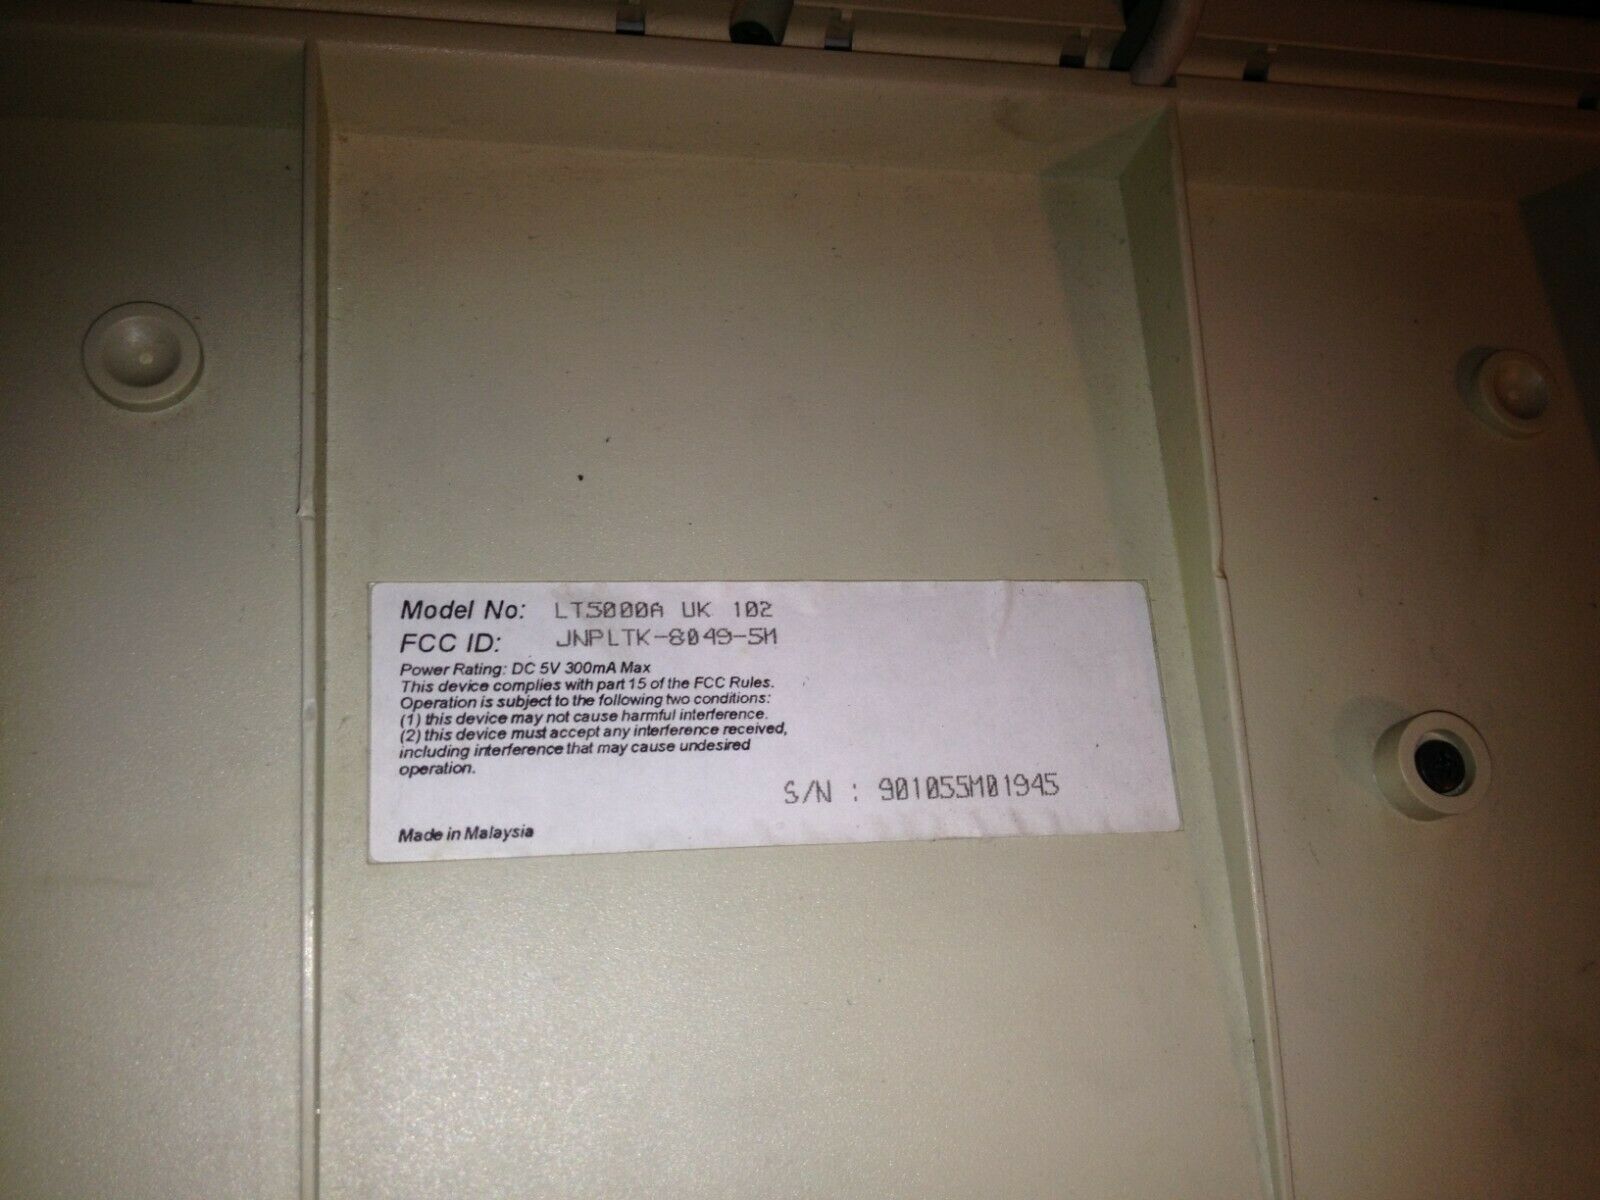 Model No: LT5000A UK 102
FCC ID: JNPLTK-8049-5M
Power Rating: DC 5V 300mA Max
This device complies with part 15 of the FCC Rules.
Operation is subject to the following two conditions:
(1) this device may not cause harmful interference.
(2) this device must accept any interference received,
including interference that may cause undesired
operation.
S/N : 901055M01945
Made in Malaysia